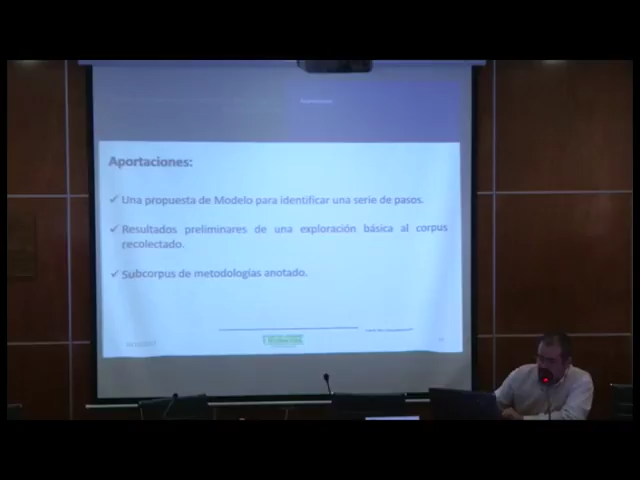 Aportaciones:
✓ Una propuesta de Modelo para identificar una serie de pasos.
✓ Resultados preliminares de una exploración básica al corpus
recolectado.
✓ Subcorpus de metodologías anotado.